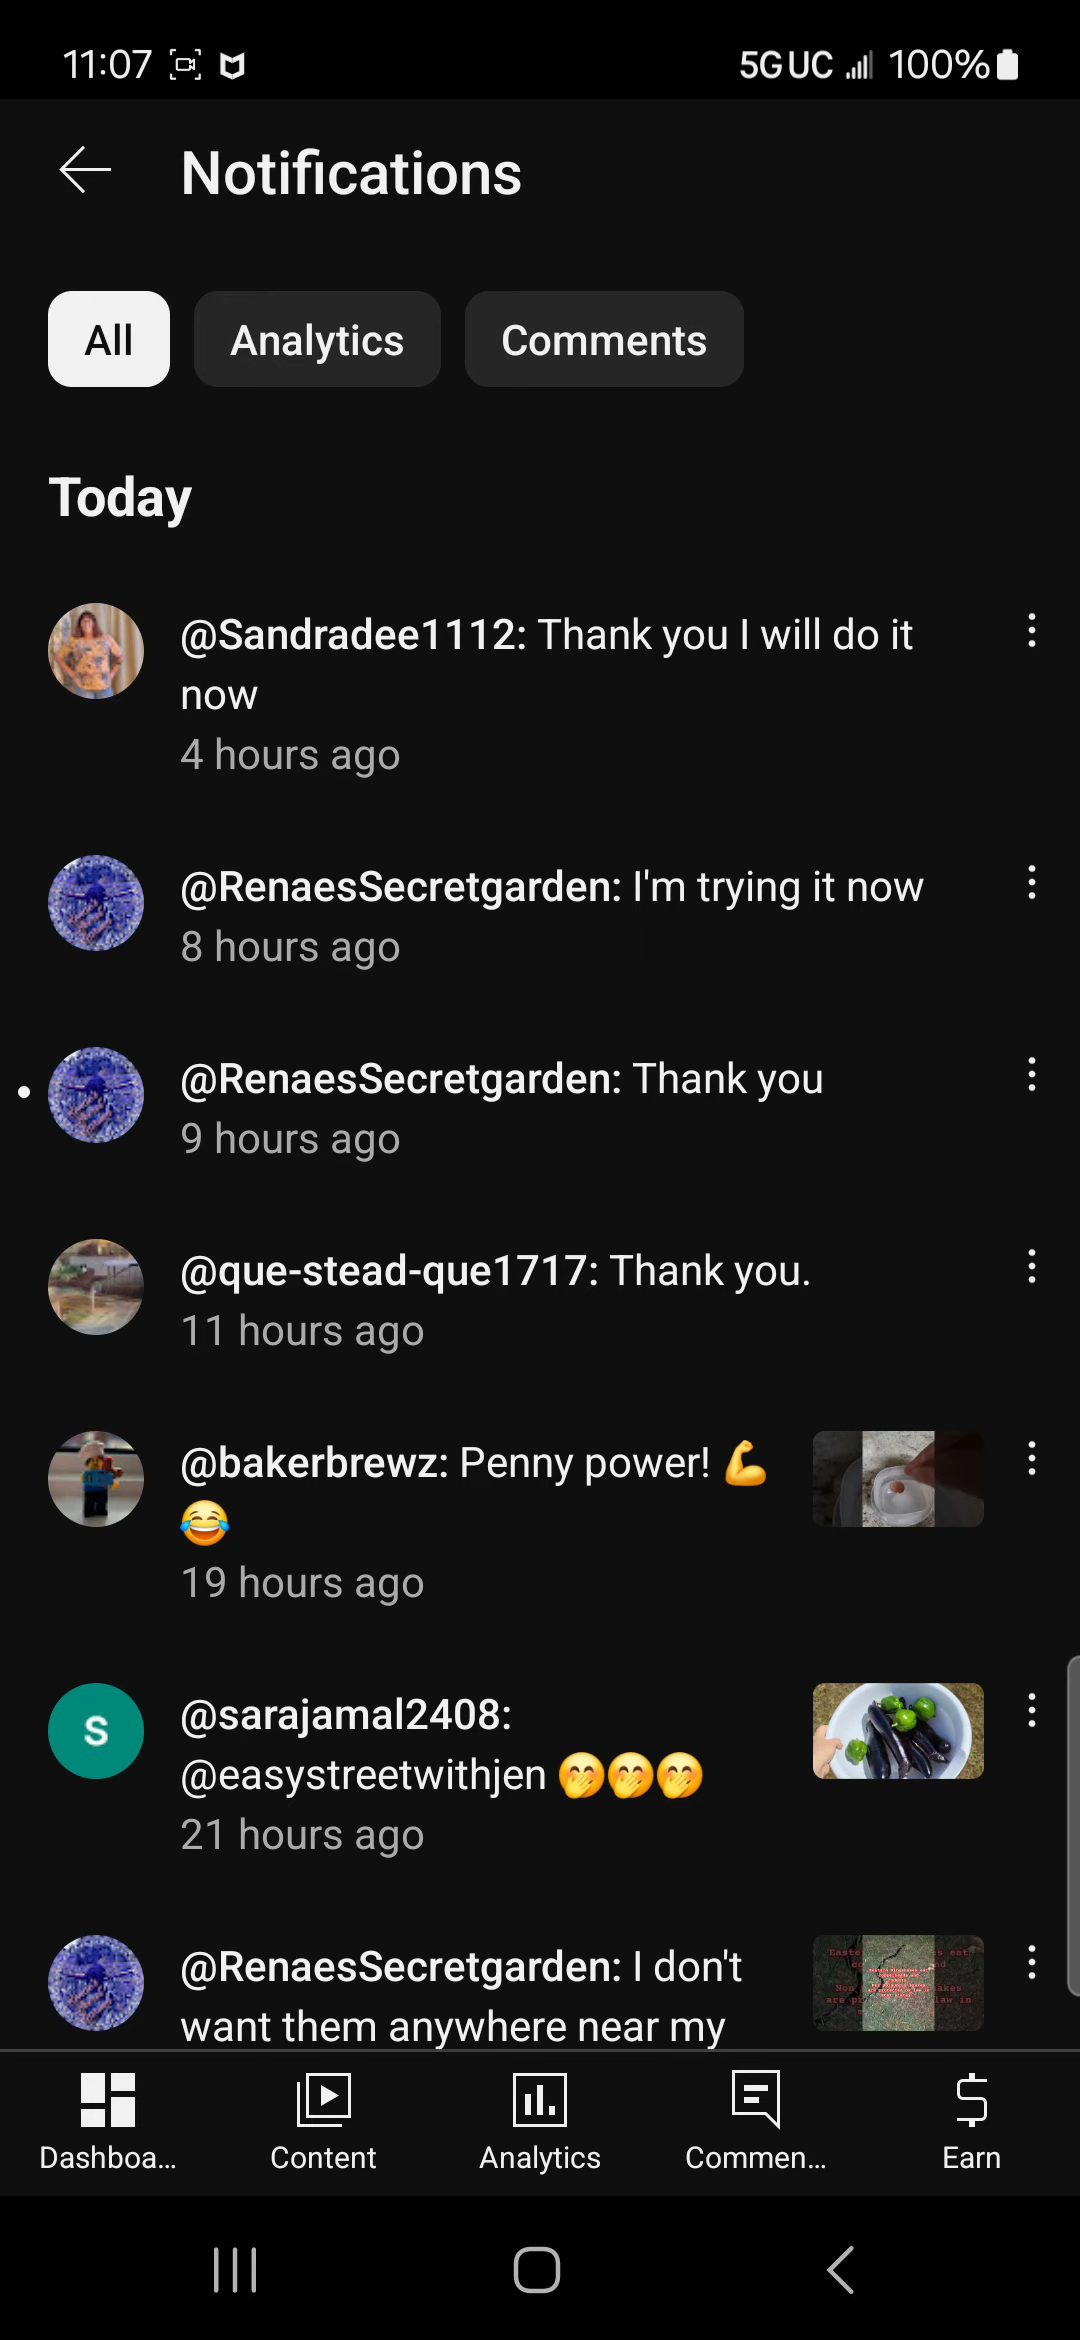 11:07
5G UC 100%
Notifications
All Analytics Comments
Today
@Sandradee1112: Thank you I will do it
now
4 hours ago
@RenaesSecretgarden: I'm trying it now
8 hours ago
@RenaesSecretgarden: Thank you
9 hours ago
@que-stead-que1717: Thank you.
11 hours ago
@bakerbrewz: Penny power! 💪
😂
19 hours ago
S
@sarajamal2408:
@easystreetwithjen 🤭🤭🤭
21 hours ago
@RenaesSecretgarden: I don't
want them anywhere near my
Dashboa... Content Analytics Commen... Earn